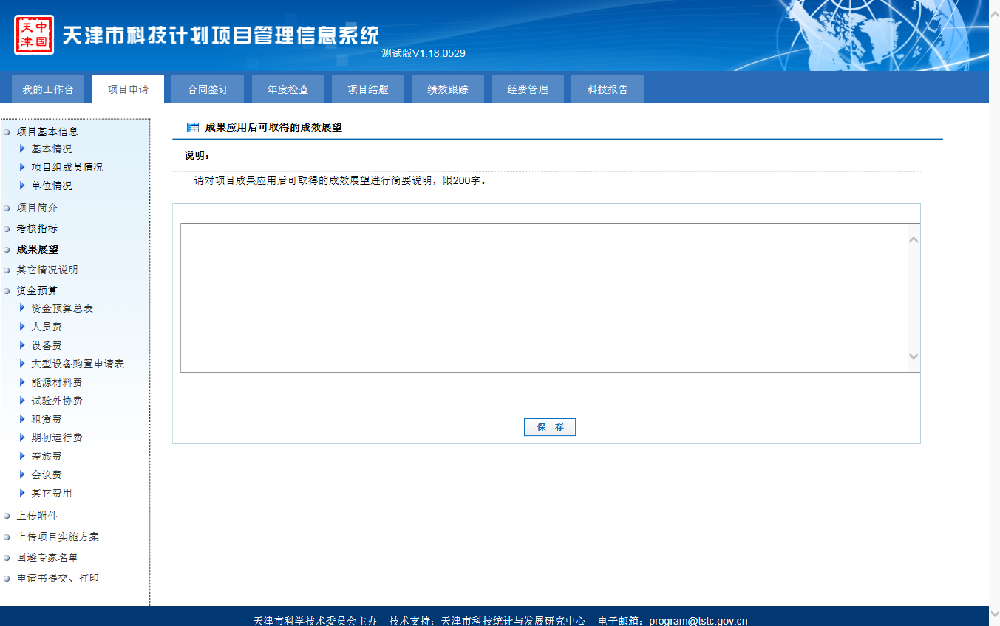 中国天津
天津市科技计划项目管理信息系统
测试版V1.18.0529
我的工作台 项目申请 合同签订 年度检查 项目结题 绩效跟踪 经费管理 科技报告
项目基本信息
基本情况
项目组成员情况
单位情况
项目简介
考核指标
成果展望
其它情况说明
资金预算
资金预算总表
人员费
设备费
大型设备购置申请表
能源材料费
试验外协费
租赁费
期初运行费
差旅费
会议费
其它费用
上传附件
上传项目实施方案
回避专家名单
申请书提交、打印
成果应用后可取得的成效展望
说明：
请对项目成果应用后可取得的成效展望进行简要说明，限200字。
保 存
天津市科学技术委员会主办 技术支持：天津市科技统计与发展研究中心 电子邮箱：program@tstc.gov.cn